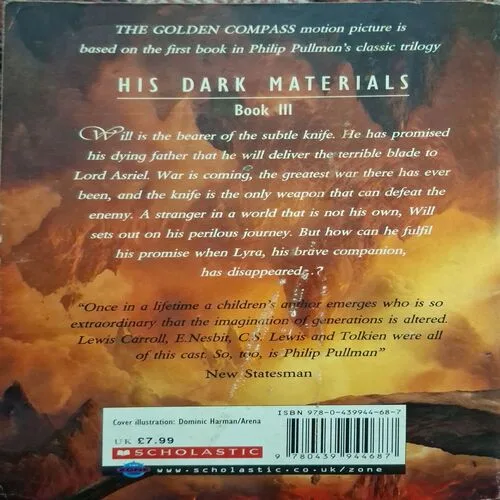 THE GOLDEN COMPASS motion picture is
based on the first book in Philip Pullman's classic trilogy
HIS DARK MATERIALS
Book III
Will is the bearer of the subtle knife. He has promised
his dying father that he will deliver the terrible blade to
Lord Asriel. War is coming, the greatest war there has ever
been, and the knife is the only weapon that can defeat the
enemy. A stranger in a world that is not his own, Will
sets out on his perilous journey. But how can he fulfil
his promise when Lyra, his brave companion,
has disappeared...?
"Once in a lifetime a children's author emerges who is so
extraordinary that the imagination of generations is altered.
Lewis Carroll, E.Nesbit, C.S. Lewis and Tolkien were all
of this cast. So, too, is Philip Pullman"
New Statesman
Cover illustration: Dominic Harman/Arena
UK £7.99
SCHOLASTIC
ZONE
www.scholastic.co.uk/zone
ISBN 978-0-439944-68-7
9 780439 944687